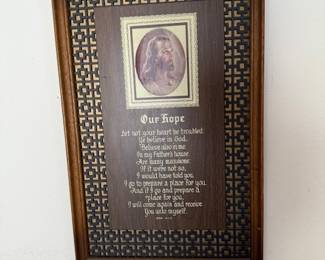 Our Hope
Let not your heart be troubled:
Ye believe in God,
Believe also in me.
In my Father's house
Are many mansions:
If it were not so,
I would have told you.
I go to prepare a place for you.
And if I go and prepare a
place for you,
I will come again and receive
You unto myself.